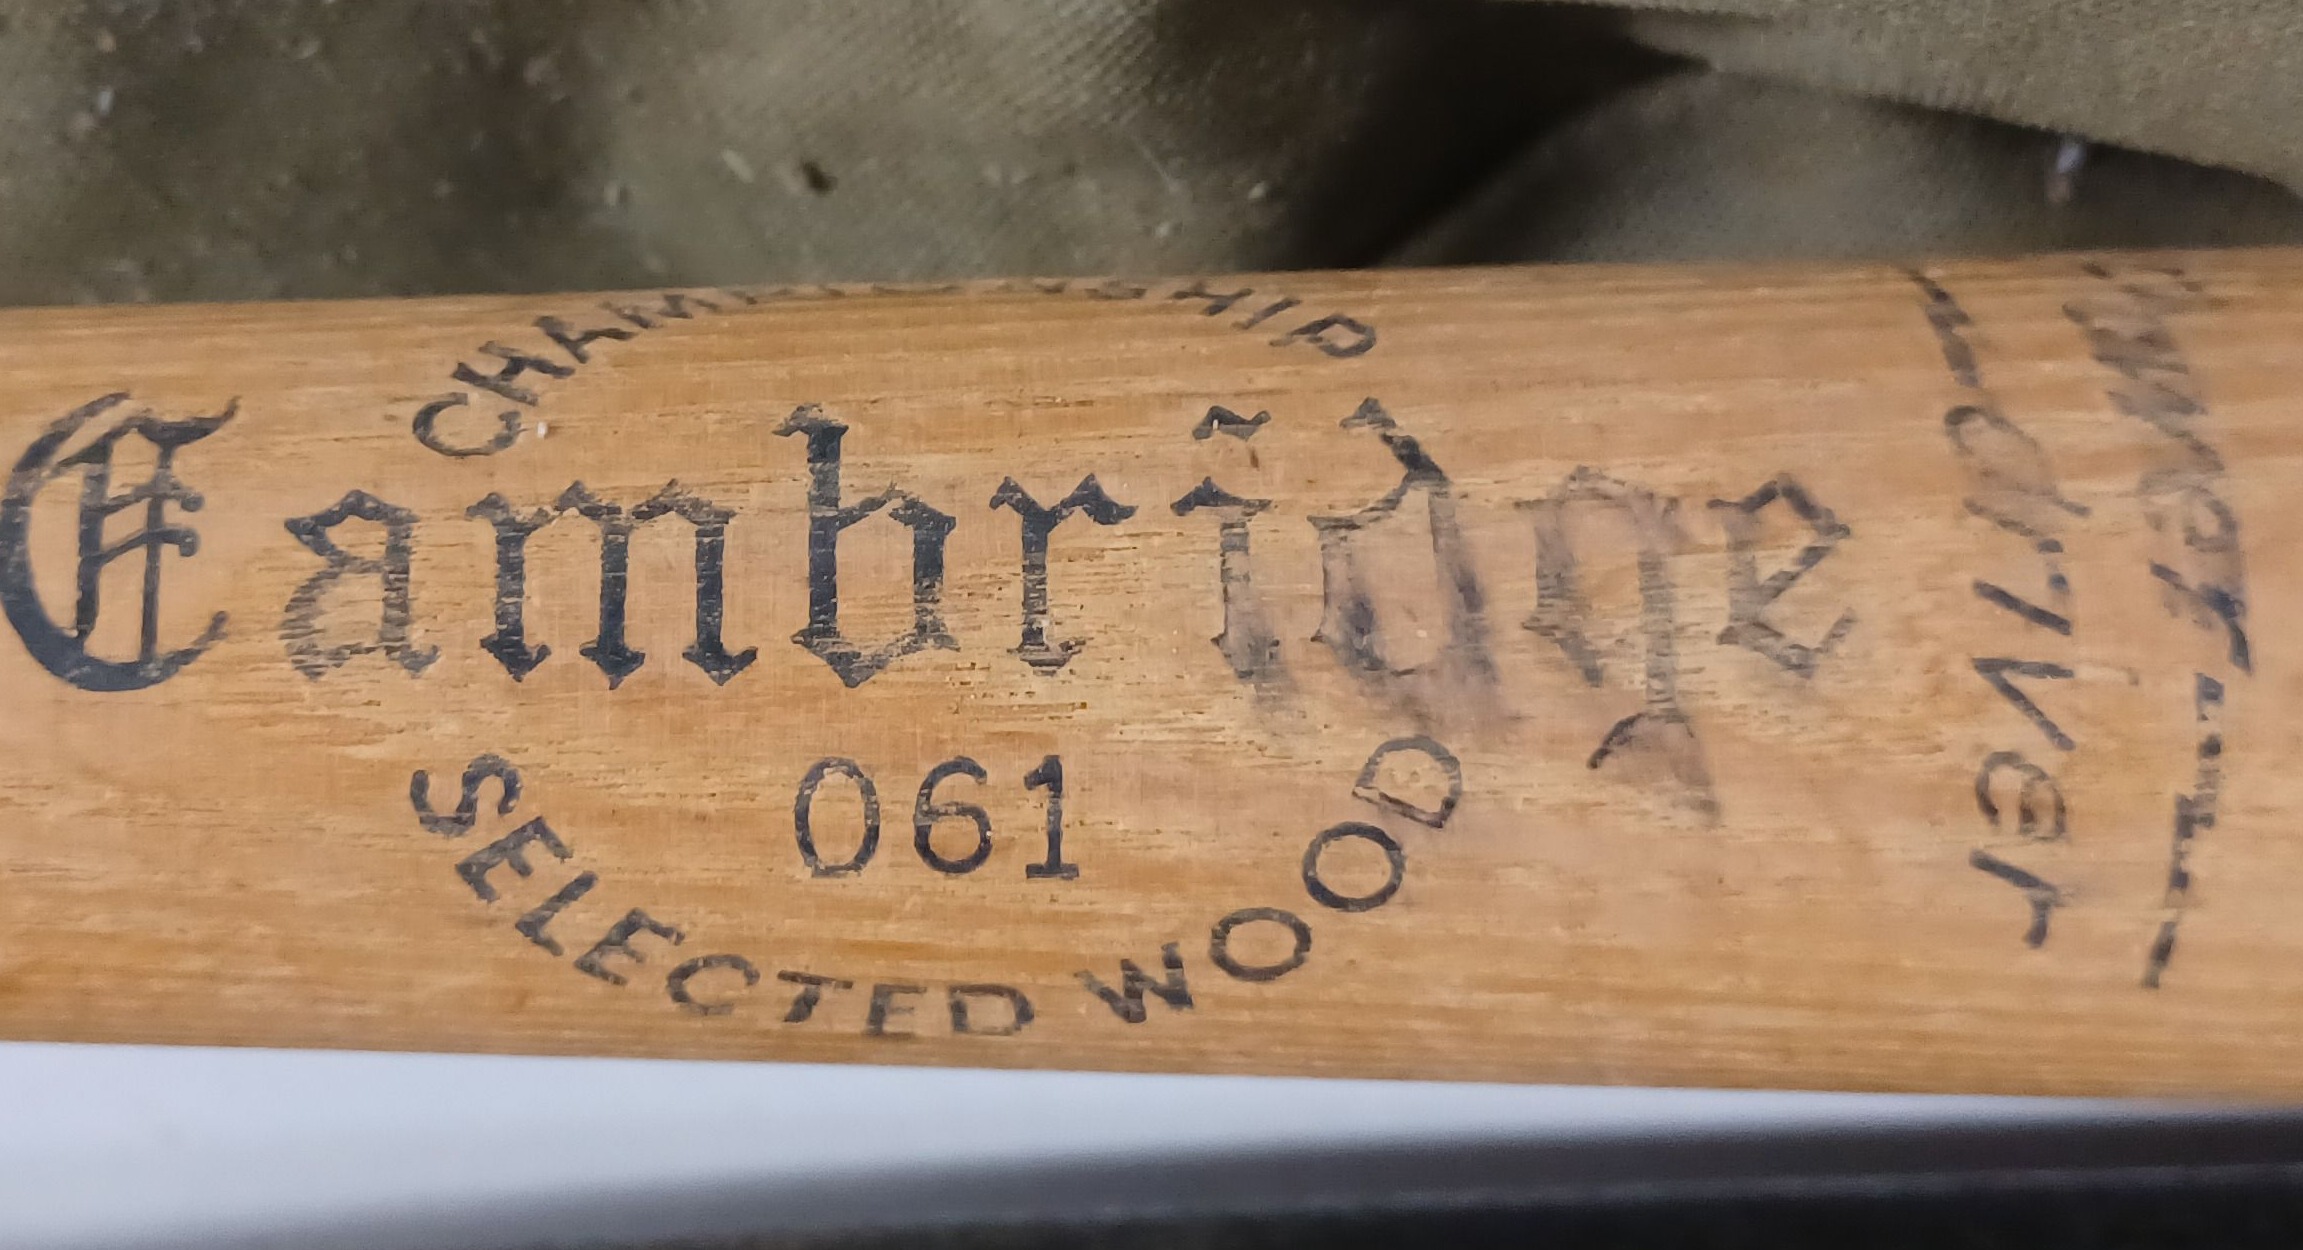 CHAMPIONSHIP
Cambridge
061
SELECTED WOOD